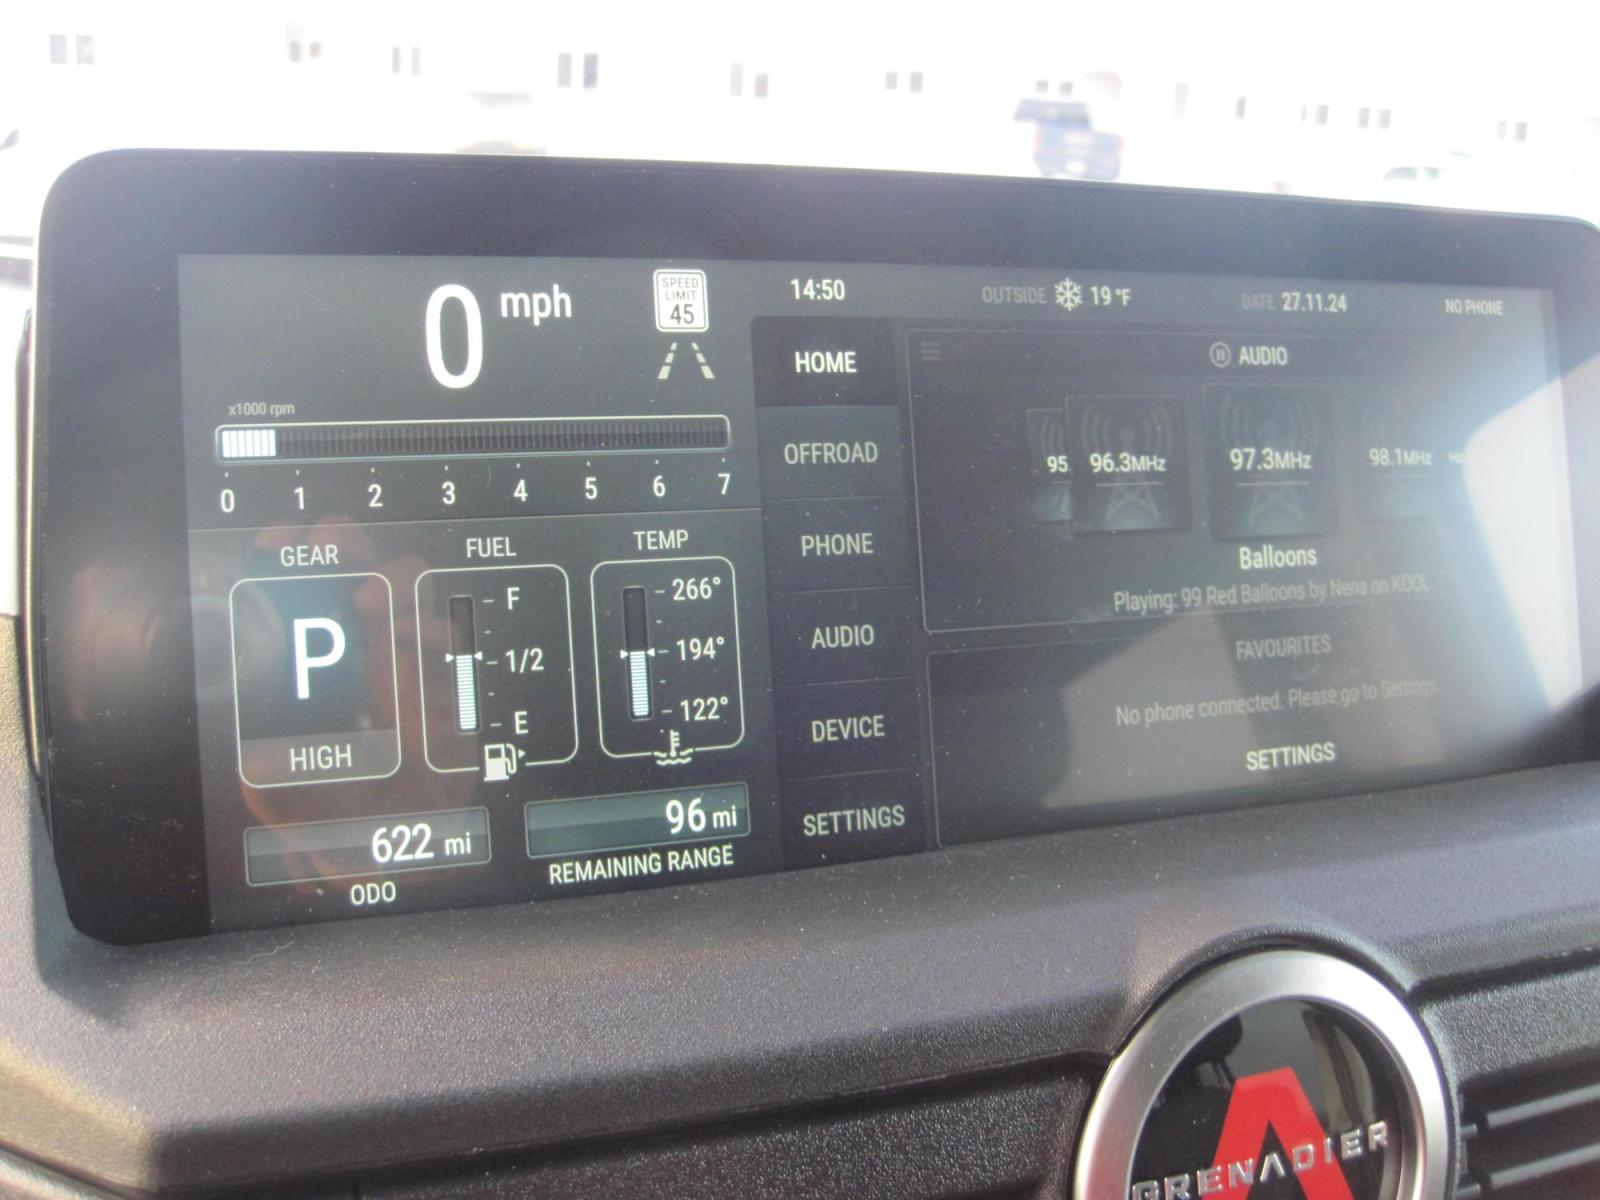 0 mph
SPEED
LIMIT
45
x1000 rpm
0 1 2 3 4 5 6 7
GEAR
P
HIGH
FUEL
F
1/2
E
TEMP
266°
194°
122°
622 mi
ODO
96 mi
REMAINING RANGE
14:50
OUTSIDE 19 °F
DATE 27.11.24
NO PHONE
HOME
OFFROAD
PHONE
AUDIO
DEVICE
SETTINGS
AUDIO
95 96.3MHz 97.3MHz 98.1MHz Hz
Balloons
Playing: 99 Red Balloons by Nena on KOOL
FAVOURITES
No phone connected. Please go to Settings
SETTINGS
GRENADIER